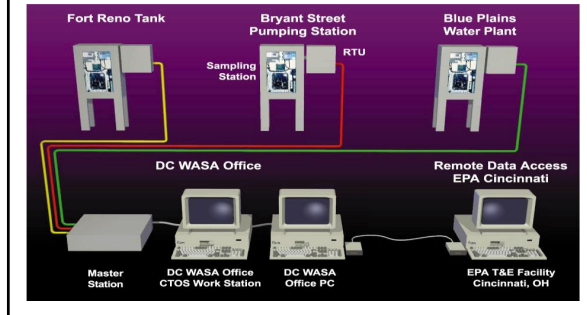 Fort Reno Tank
Bryant Street
Pumping Station
Blue Plains
Water Plant
RTU
Sampling
Station
DC WASA Office
Remote Data Access
EPA Cincinnati
Master
Station
DC WASA Office
CTOS Work Station
DC WASA
Office PC
EPA T&E Facility
Cincinnati, OH